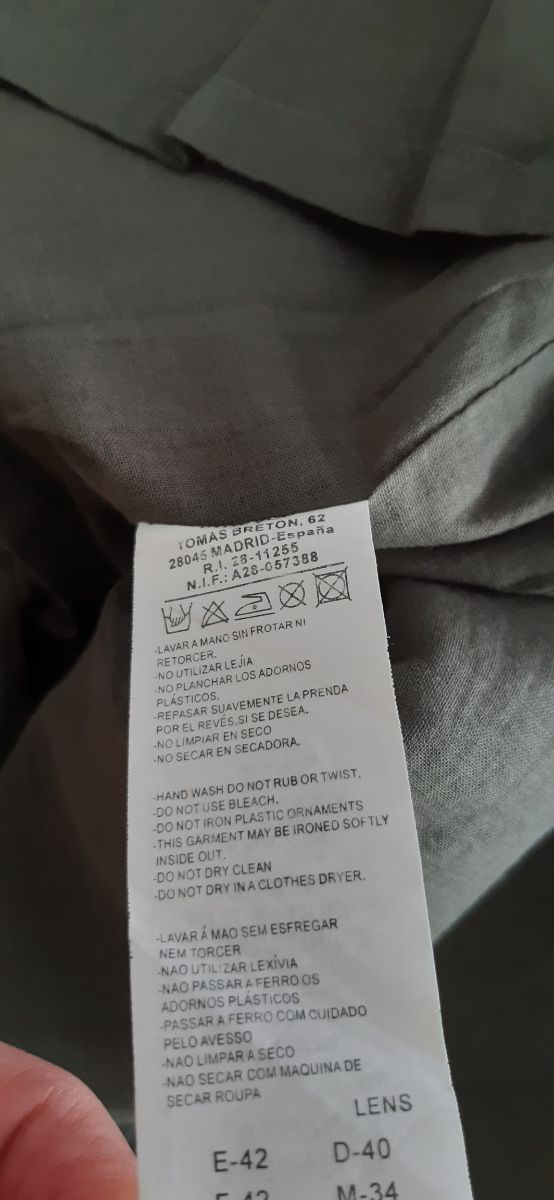 TOMAS BRETON, 62
28045 MADRID-España
R.I. 28-11255
N.I.F.: A28-057388
-LAVAR A MANO SIN FROTAR NI
RETORCER.
-NO UTILIZAR LEJÍA
-NO PLANCHAR LOS ADORNOS
PLÁSTICOS.
-REPASAR SUAVEMENTE LA PRENDA
POR EL REVÉS,SI SE DESEA.
-NO LIMPIAR EN SECO
-NO SECAR EN SECADORA.
-HAND WASH DO NOT RUB OR TWIST.
-DO NOT USE BLEACH.
-DO NOT IRON PLASTIC ORNAMENTS
-THIS GARMENT MAY BE IRONED SOFTLY
INSIDE OUT.
-DO NOT DRY CLEAN
-DO NOT DRY IN A CLOTHES DRYER.
-LAVAR Á MAO SEM ESFREGAR
NEM TORCER
-NAO UTILIZAR LEXÍVIA
-NAO PASSAR A FERRO OS
ADORNOS PLÁSTICOS
-PASSAR A FERRO COM CUIDADO
PELO AVESSO
-NAO LIMPAR A SECO
-NAO SECAR COM MAQUINA DE
SECAR ROUPA
LENS
E-42 D-40
F-42 M-34